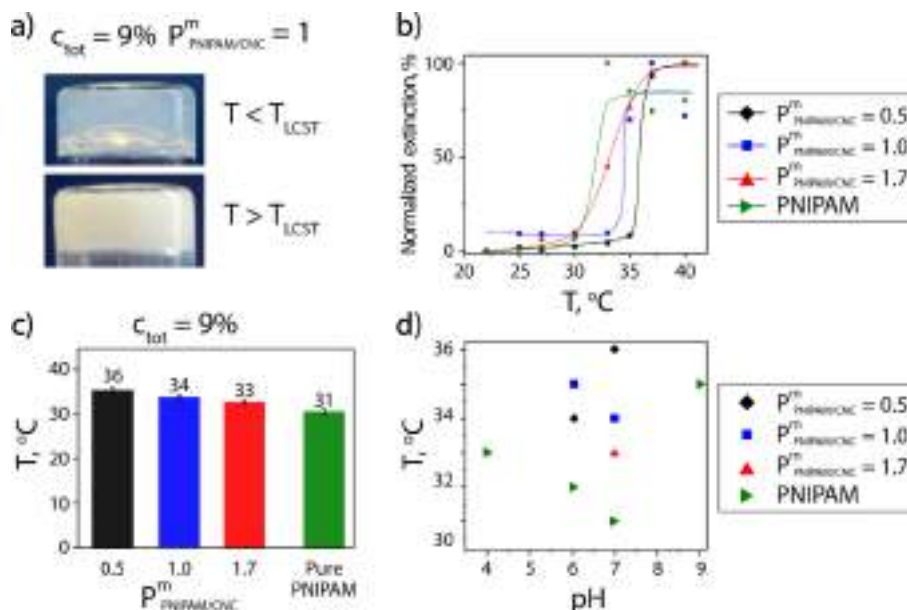 a)
c_tot = 9% P^m_PNIPAM/CNC = 1
T < T_LCST
T > T_LCST
b)
Normalized extinction, %
100
50
0
20 25 30 35 40
T, °C
P^m_PNIPAM/CNC = 0.5
P^m_PNIPAM/CNC = 1.0
P^m_PNIPAM/CNC = 1.7
PNIPAM
c)
c_tot = 9%
T, °C
40
30
20
10
0
36 34 33 31
0.5 1.0 1.7 Pure
PNIPAM
P^m_PNIPAM/CNC
d)
T, °C
36
34
32
30
4 5 6 7 8 9
pH
P^m_PNIPAM/CNC = 0.5
P^m_PNIPAM/CNC = 1.0
P^m_PNIPAM/CNC = 1.7
PNIPAM